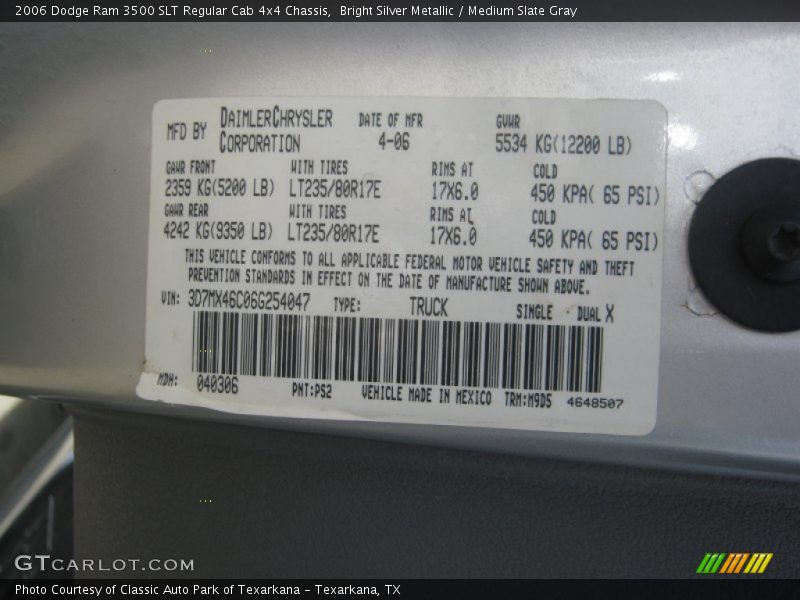 2006 Dodge Ram 3500 SLT Regular Cab 4x4 Chassis,  Bright Silver Metallic / Medium Slate Gray
MFD BY DAIMLERCHRYSLER CORPORATION DATE OF MFR 4-06 GVWR 5534 KG(12200 LB)
GAWR FRONT WITH TIRES RIMS AT COLD
2359 KG(5200 LB) LT235/80R17E 17X6.0 450 KPA( 65 PSI)
GAWR REAR WITH TIRES RIMS AT COLD
4242 KG(9350 LB) LT235/80R17E 17X6.0 450 KPA( 65 PSI)
THIS VEHICLE CONFORMS TO ALL APPLICABLE FEDERAL MOTOR VEHICLE SAFETY AND THEFT
PREVENTION STANDARDS IN EFFECT ON THE DATE OF MANUFACTURE SHOWN ABOVE.
VIN: 3D7MX46C06G254047 TYPE: TRUCK SINGLE DUAL X
MDH: 040306 PNT:PS2 VEHICLE MADE IN MEXICO TRM:M9D5 4648507
GTCARLOT.COM
Photo Courtesy of Classic Auto Park of Texarkana - Texarkana, TX